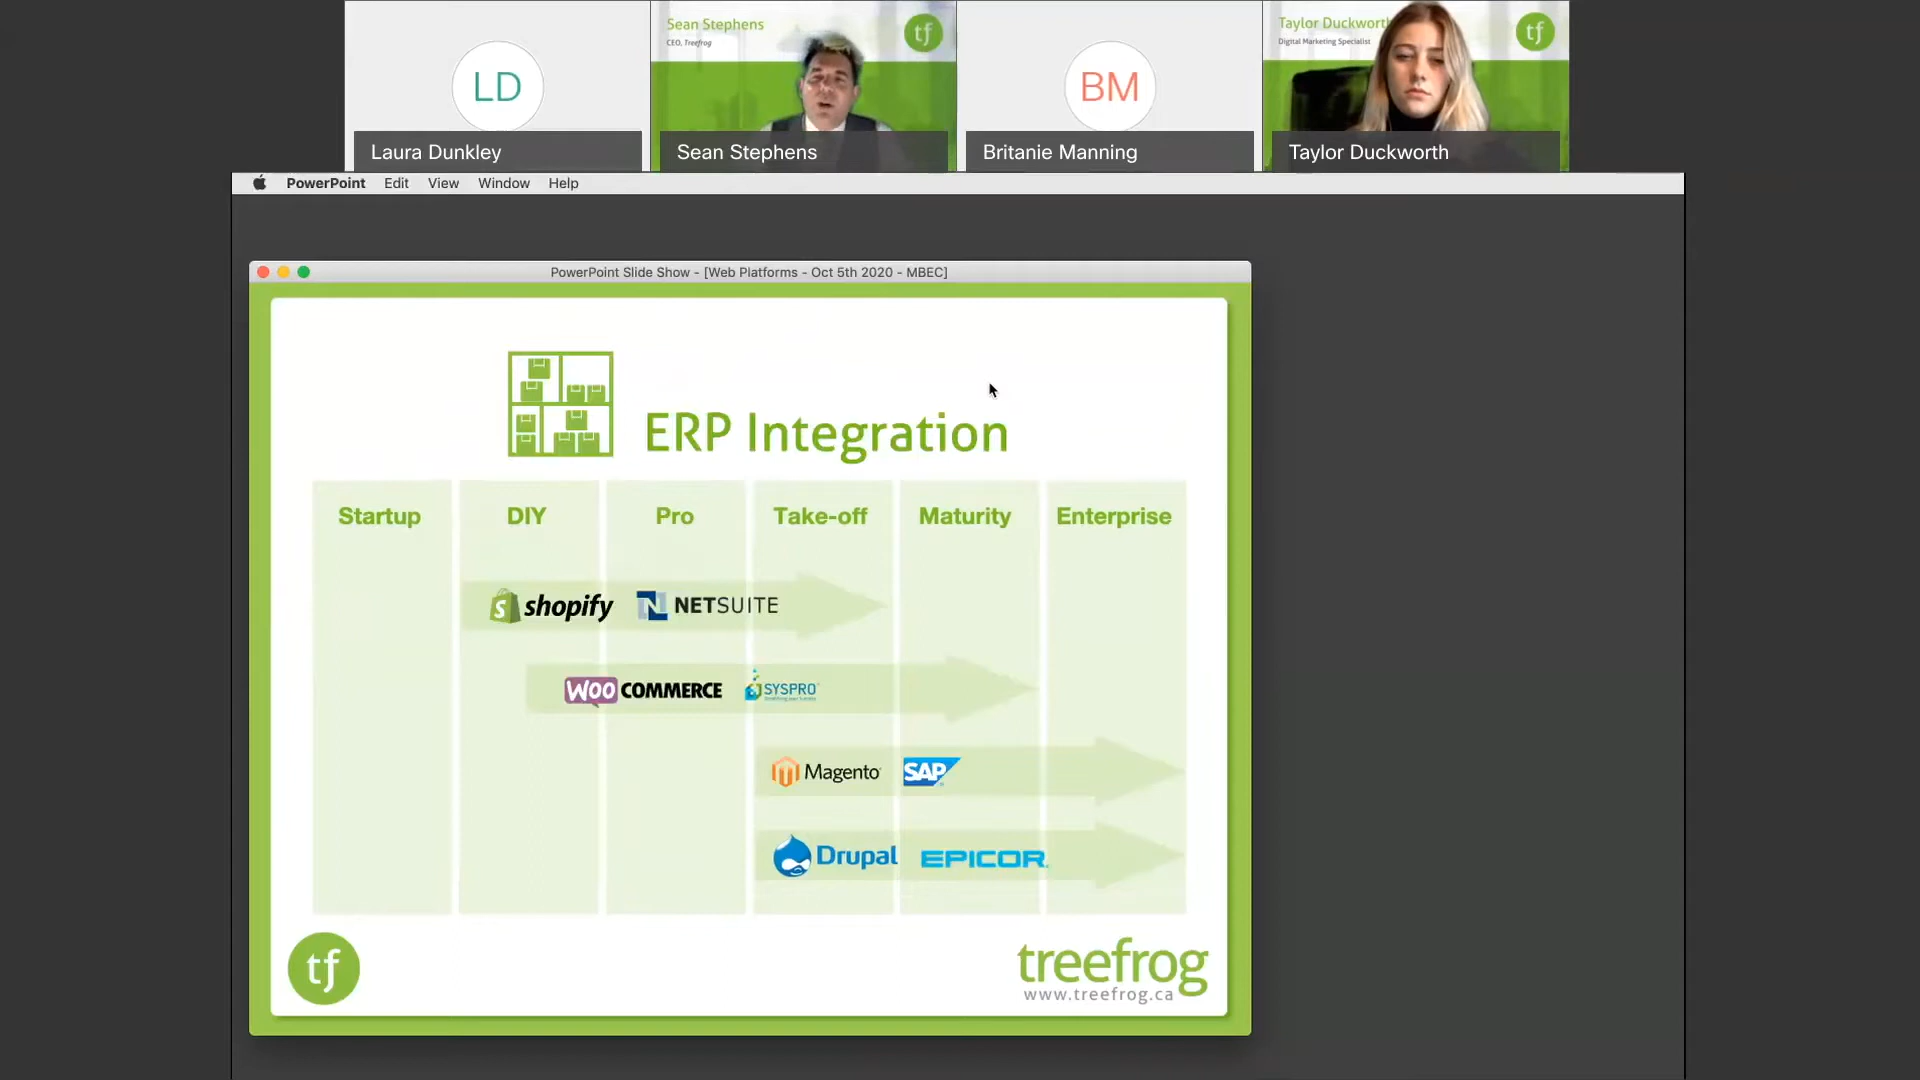 Sean Stephens
CEO, Treefrog
tf
Taylor Duckworth
Digital Marketing Specialist
tf
LD
BM
Laura Dunkley
Sean Stephens
Britanie Manning
Taylor Duckworth
PowerPoint Edit View Window Help
PowerPoint Slide Show - [Web Platforms - Oct 5th 2020 - MBEC]
ERP Integration
Startup DIY Pro Take-off Maturity Enterprise
shopify NETSUITE
WOO COMMERCE SYSPRO
Magento SAP
Drupal EPICOR
tf
treefrog
www.treefrog.ca